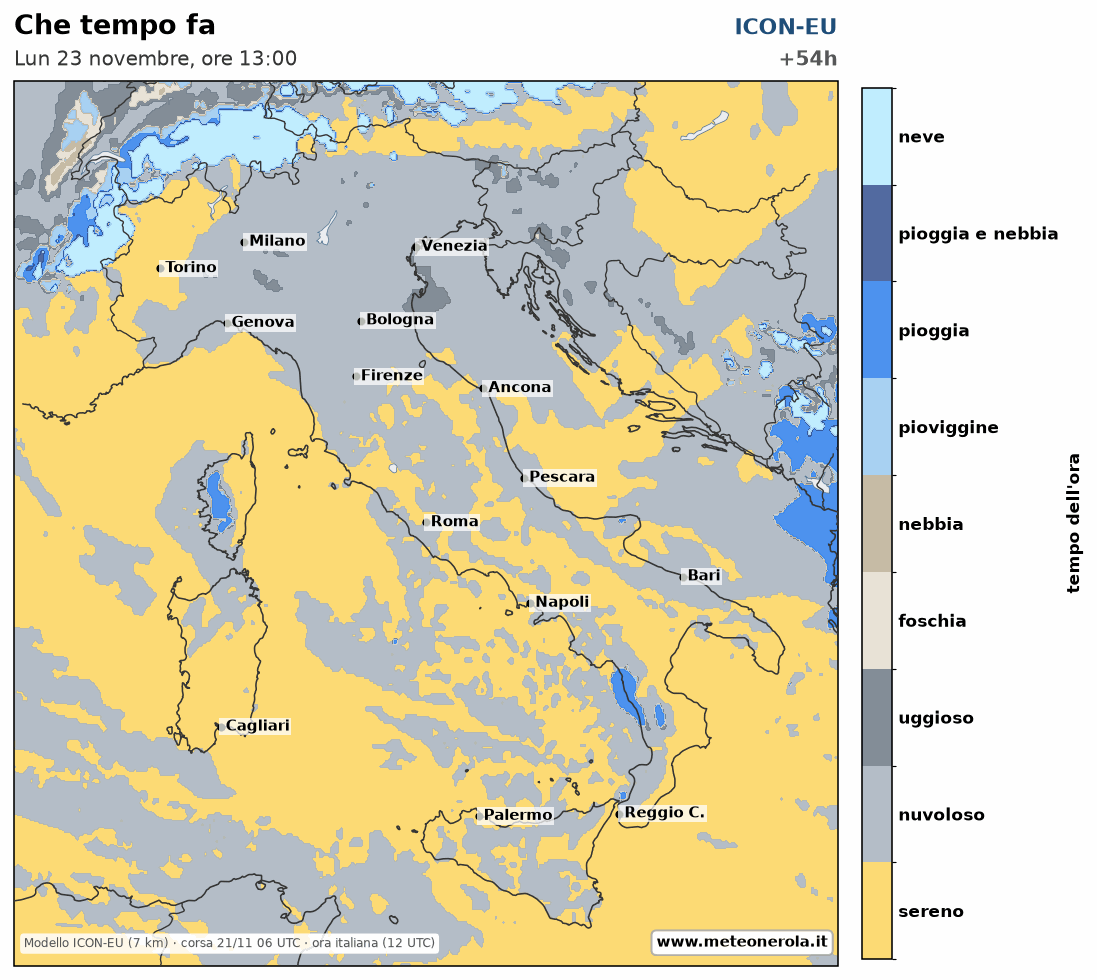 Che tempo fa
ICON-EU
Lun 23 novembre, ore 13:00
+54h
neve
pioggia e nebbia
pioggia
pioviggine
nebbia
foschia
uggioso
nuvoloso
sereno
tempo dell'ora
Milano
Venezia
Torino
Genova
Bologna
Firenze
Ancona
Pescara
Roma
Bari
Napoli
Cagliari
Palermo
Reggio C.
Modello ICON-EU (7 km) · corsa 21/11 06 UTC · ora italiana (12 UTC)
www.meteonerola.it